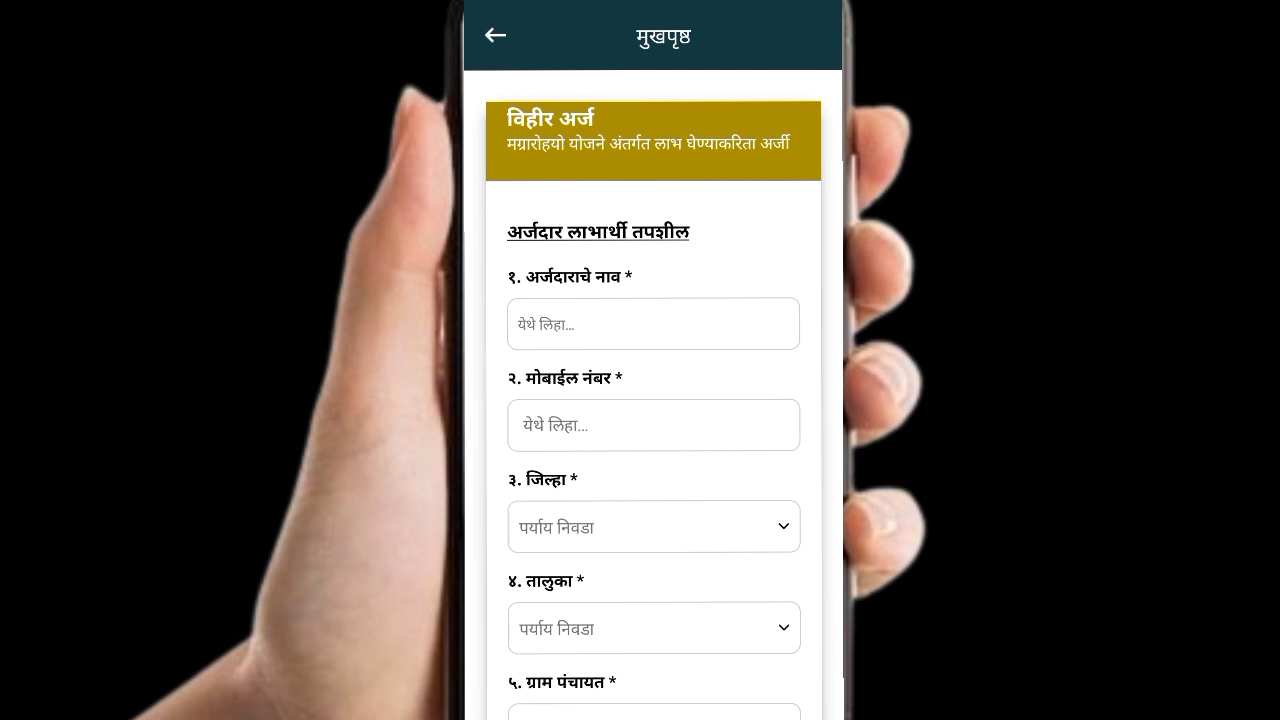 मुखपृष्ठ
विहीर अर्ज
मग्रारोहयो योजने अंतर्गत लाभ घेण्याकरिता अर्जी
अर्जदार लाभार्थी तपशील
१. अर्जदाराचे नाव *
येथे लिहा...
२. मोबाईल नंबर *
येथे लिहा...
३. जिल्हा *
पर्याय निवडा
४. तालुका *
पर्याय निवडा
५. ग्राम पंचायत *